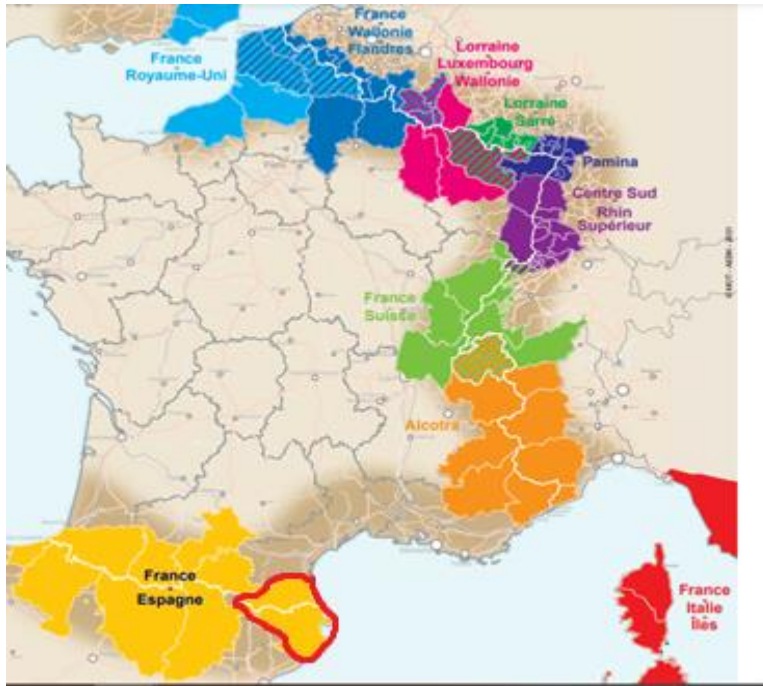 France
Wallonie
Flandres
France
Royaume-Uni
Lorraine
Luxembourg
Wallonie
Lorraine
Sarre
Pamina
Centre Sud
Rhin
Supérieur
France
Suisse
Alcotra
France
Espagne
France
Italie
Îles